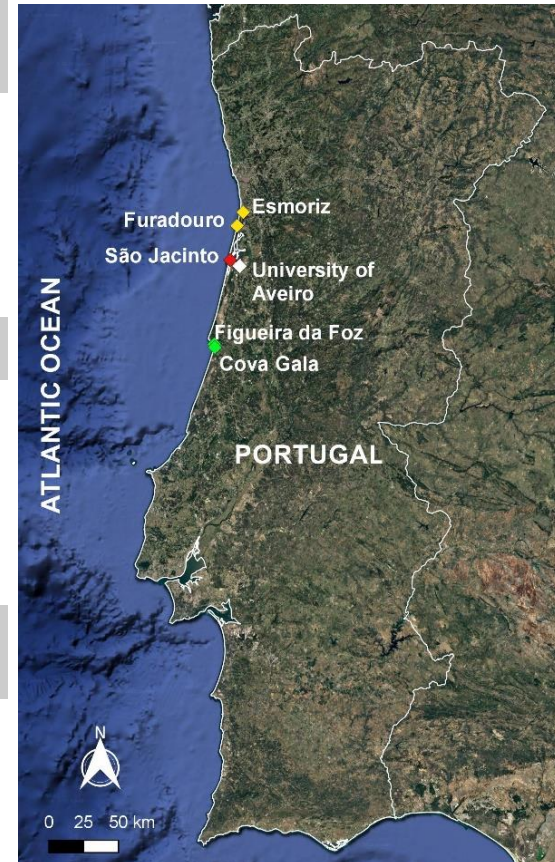 Esmoriz
Furadouro
São Jacinto
University of
Aveiro
Figueira da Foz
Cova Gala
ATLANTIC OCEAN
PORTUGAL
N
0 25 50 km